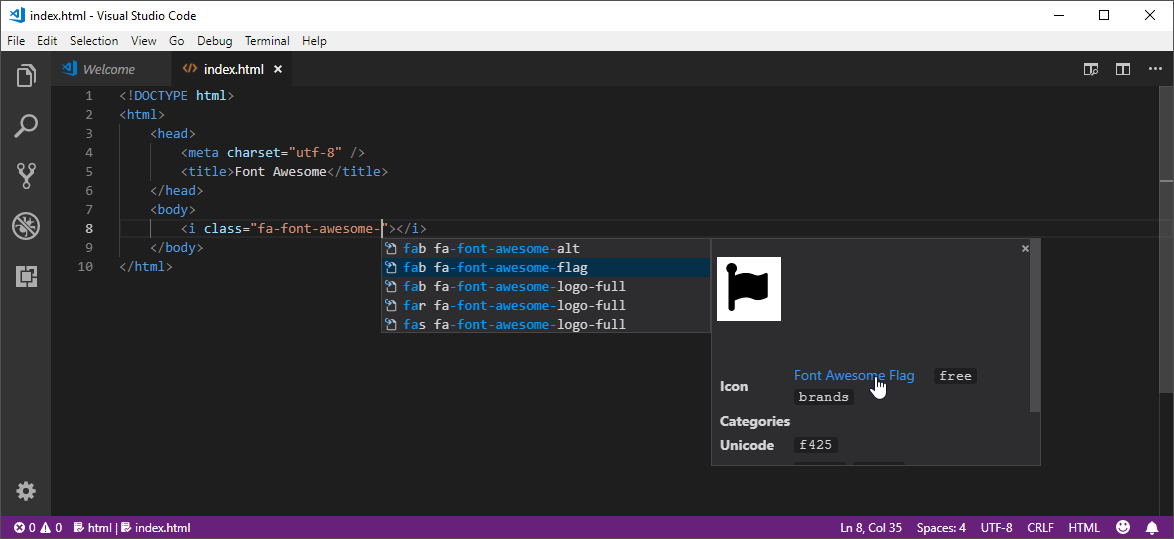 index.html - Visual Studio Code
File Edit Selection View Go Debug Terminal Help
Welcome index.html ×
1 <!DOCTYPE html>
2 <html>
3 <head>
4 <meta charset="utf-8" />
5 <title>Font Awesome</title>
6 </head>
7 <body>
8 <i class="fa-font-awesome-"></i>
9 </body>
10 </html>
fab fa-font-awesome-alt
fab fa-font-awesome-flag
fab fa-font-awesome-logo-full
far fa-font-awesome-logo-full
fas fa-font-awesome-logo-full
Icon Font Awesome Flag free
brands
Categories
Unicode f425
0 0 html | index.html Ln 8, Col 35 Spaces: 4 UTF-8 CRLF HTML